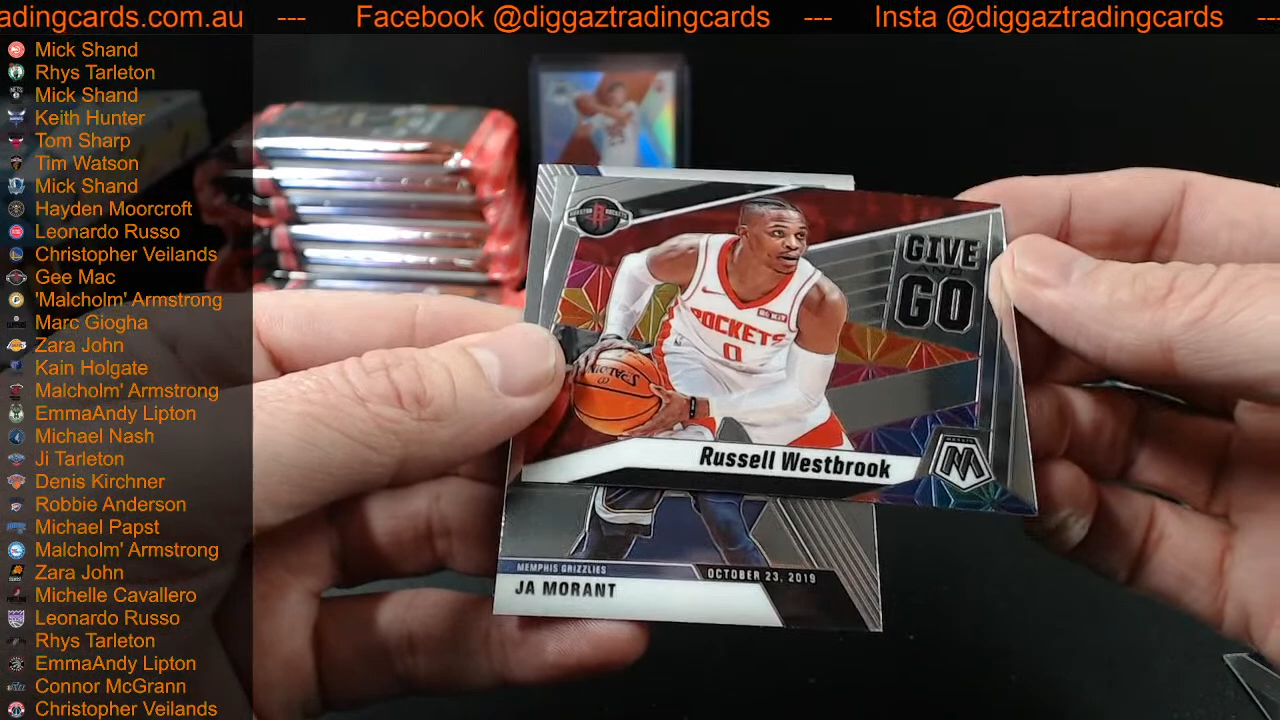 adingcards.com.au --- Facebook @diggaztradingcards --- Insta @diggaztradingcards ---
Mick Shand
Rhys Tarleton
Mick Shand
Keith Hunter
Tom Sharp
Tim Watson
Mick Shand
Hayden Moorcroft
Leonardo Russo
Christopher Veilands
Gee Mac
'Malcholm' Armstrong
Marc Giogha
Zara John
Kain Holgate
Malcholm' Armstrong
EmmaAndy Lipton
Michael Nash
Ji Tarleton
Denis Kirchner
Robbie Anderson
Michael Papst
Malcholm' Armstrong
Zara John
Michelle Cavallero
Leonardo Russo
Rhys Tarleton
EmmaAndy Lipton
Connor McGrann
Christopher Veilands
GIVE
AND
GO
ROCKETS
0
SPALDING
Russell Westbrook
MOSAIC
MEMPHIS GRIZZLIES
OCTOBER 23, 2019
JA MORANT